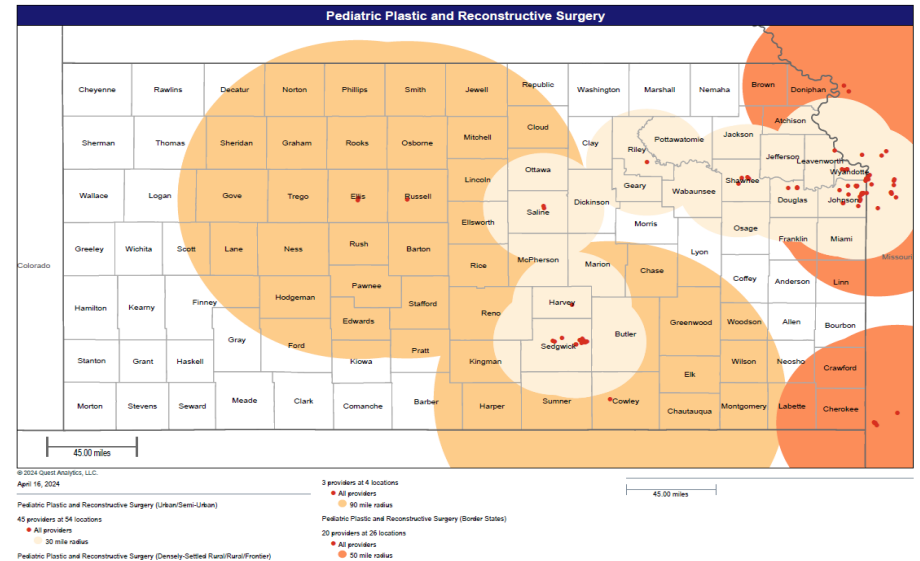 Pediatric Plastic and Reconstructive Surgery
Cheyenne Rawlins Decatur Norton Phillips Smith Jewell Republic Washington Marshall Nemaha Brown Doniphan
Atchison
Sherman Thomas Sheridan Graham Rooks Osborne Mitchell Cloud Clay Riley Pottawatomie Jackson Jefferson Leavenworth
Wyandotte
Wallace Logan Gove Trego Ellis Russell Lincoln Ottawa Saline Dickinson Geary Wabaunsee Shawnee Douglas Johnson
Ellsworth Morris Osage Franklin Miami
Greeley Wichita Scott Lane Ness Rush Barton Rice McPherson Marion Chase Lyon Coffey Anderson Linn
Colorado
Missouri
Hamilton Kearny Finney Hodgeman Pawnee Stafford Reno Harvey Butler Greenwood Woodson Allen Bourbon
Edwards
Gray Ford Kiowa Pratt Kingman Sedgwick Elk Wilson Neosho Crawford
Stanton Grant Haskell
Morton Stevens Seward Meade Clark Comanche Barber Harper Sumner Cowley Chautauqua Montgomery Labette Cherokee
45.00 miles
© 2024 Quest Analytics, LLC.
April 16, 2024
Pediatric Plastic and Reconstructive Surgery (Urban/Semi-Urban)
45 providers at 54 locations
All providers
30 mile radius
Pediatric Plastic and Reconstructive Surgery (Densely-Settled Rural/Rural/Frontier)
3 providers at 4 locations
All providers
90 mile radius
Pediatric Plastic and Reconstructive Surgery (Border States)
20 providers at 26 locations
All providers
50 mile radius
45.00 miles